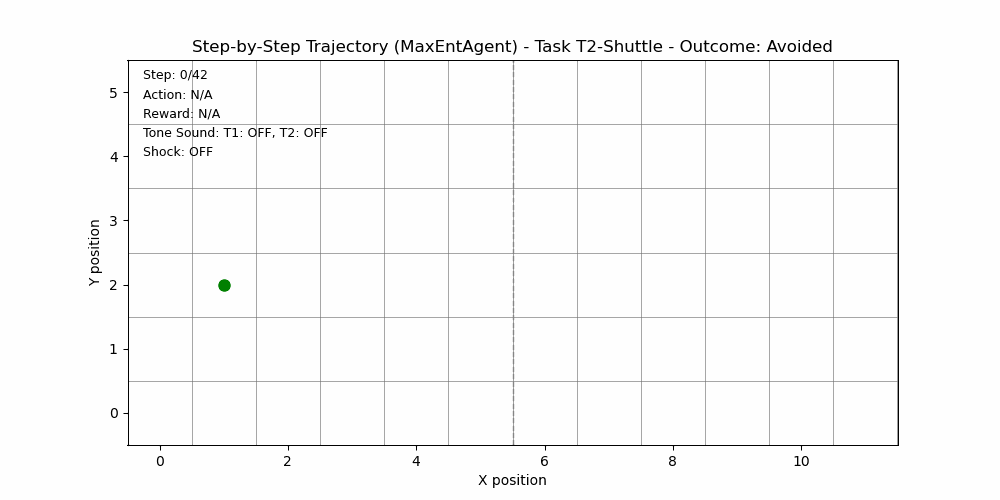 Step-by-Step Trajectory (MaxEntAgent) - Task T2-Shuttle - Outcome: Avoided
Step: 0/42
Action: N/A
Reward: N/A
Tone Sound: T1: OFF, T2: OFF
Shock: OFF
5
4
3
2
1
0
Y position
0 2 4 6 8 10
X position